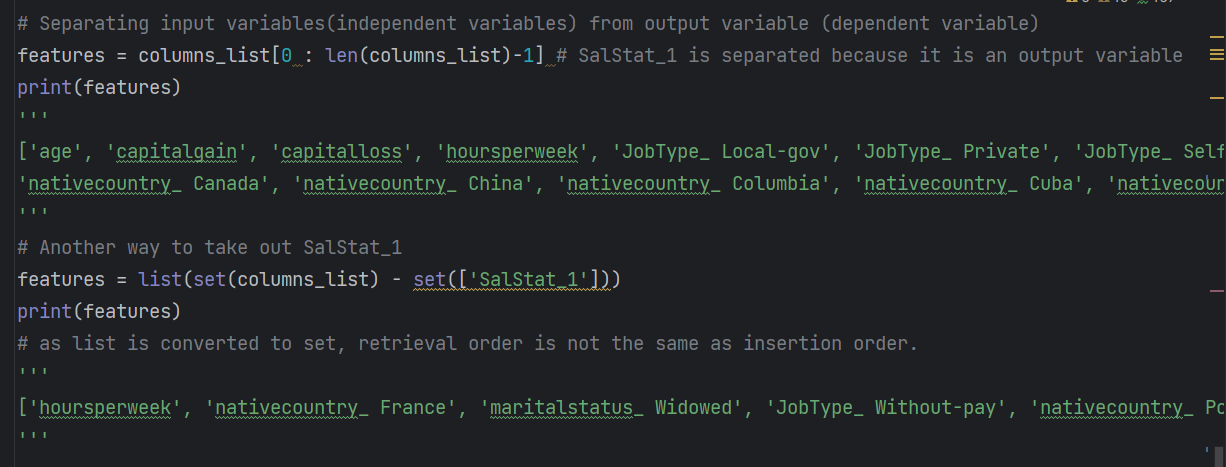 # Separating input variables(independent variables) from output variable (dependent variable)
features = columns_list[0 : len(columns_list)-1] # SalStat_1 is separated because it is an output variable
print(features)
'''
['age', 'capitalgain', 'capitalloss', 'hoursperweek', 'JobType_ Local-gov', 'JobType_ Private', 'JobType_ Self
'nativecountry_ Canada', 'nativecountry_ China', 'nativecountry_ Columbia', 'nativecountry_ Cuba', 'nativecour
'''
# Another way to take out SalStat_1
features = list(set(columns_list) - set(['SalStat_1']))
print(features)
# as list is converted to set, retrieval order is not the same as insertion order.
'''
['hoursperweek', 'nativecountry_ France', 'maritalstatus_ Widowed', 'JobType_ Without-pay', 'nativecountry_ Po
'''